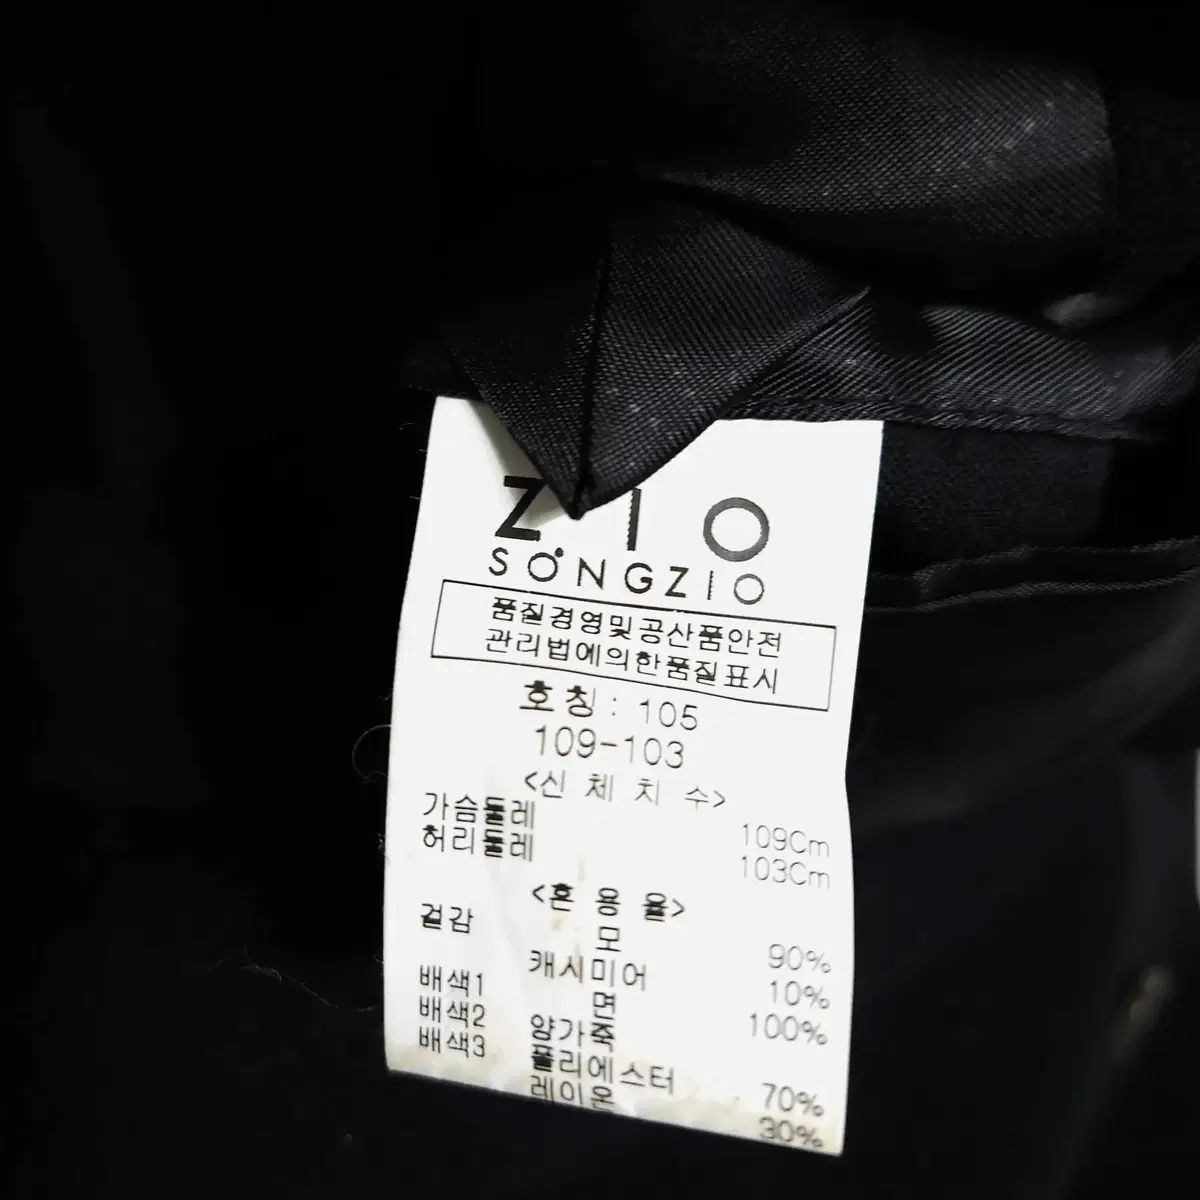 ZIO
SONGZIO
품질경영및공산품안전
관리법에의한품질표시
호칭 : 105
109-103
<신 체 치 수>
가슴둘레 109Cm
허리둘레 103Cm
<혼 용 율>
겉감 모 90%
캐시미어 10%
배색1 면 100%
배색2 양가죽
배색3 폴리에스터 70%
레이온 30%